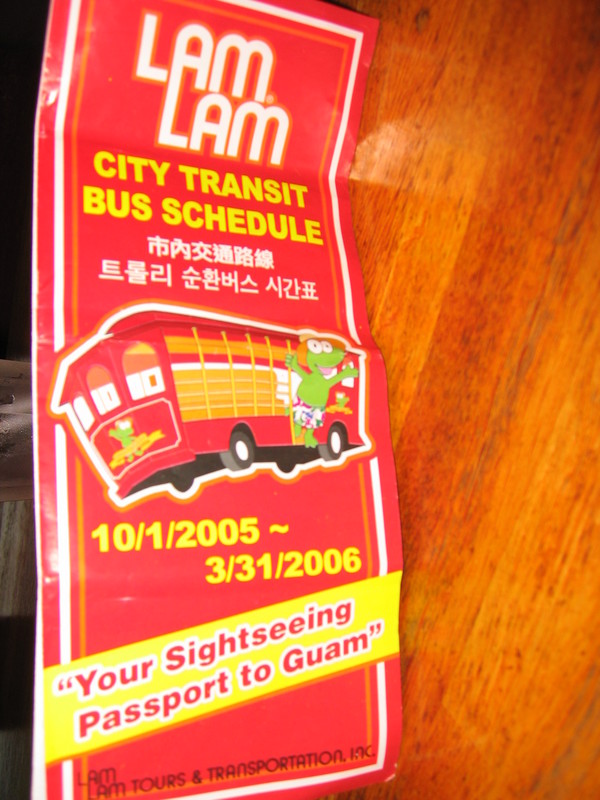 LAM
LAM
CITY TRANSIT
BUS SCHEDULE
市內交通路線
트롤리 순환버스 시간표
10/1/2005 ~
3/31/2006
"Your Sightseeing
Passport to Guam"
LAM
LAM TOURS & TRANSPORTATION, INC.